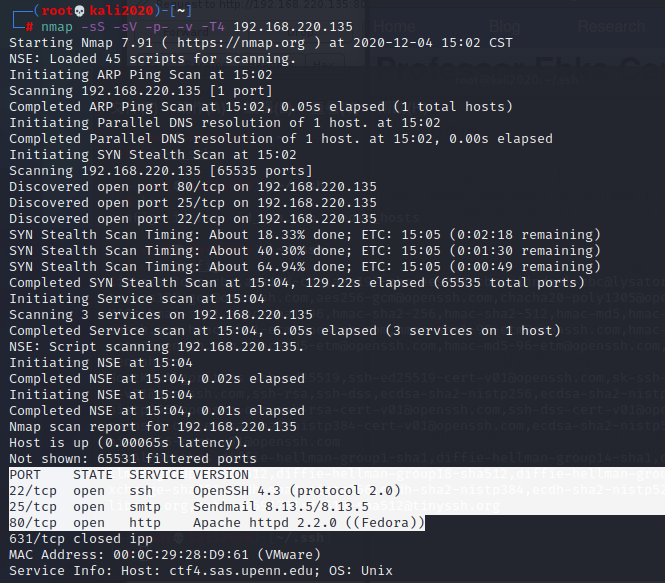 Home Blog Research
┌──(root💀kali2020)-[~]
└─# nmap -sS -sV -p- -v -T4 192.168.220.135
Starting Nmap 7.91 ( https://nmap.org ) at 2020-12-04 15:02 CST
NSE: Loaded 45 scripts for scanning.
Initiating ARP Ping Scan at 15:02
Scanning 192.168.220.135 [1 port]
Completed ARP Ping Scan at 15:02, 0.05s elapsed (1 total hosts)
Initiating Parallel DNS resolution of 1 host. at 15:02
Completed Parallel DNS resolution of 1 host. at 15:02, 0.00s elapsed
Initiating SYN Stealth Scan at 15:02
Scanning 192.168.220.135 [65535 ports]
Discovered open port 80/tcp on 192.168.220.135
Discovered open port 25/tcp on 192.168.220.135
Discovered open port 22/tcp on 192.168.220.135
SYN Stealth Scan Timing: About 18.33% done; ETC: 15:05 (0:02:18 remaining)
SYN Stealth Scan Timing: About 40.30% done; ETC: 15:05 (0:01:30 remaining)
SYN Stealth Scan Timing: About 64.94% done; ETC: 15:05 (0:00:49 remaining)
Completed SYN Stealth Scan at 15:04, 129.22s elapsed (65535 total ports)
Initiating Service scan at 15:04
Scanning 3 services on 192.168.220.135
Completed Service scan at 15:04, 6.05s elapsed (3 services on 1 host)
NSE: Script scanning 192.168.220.135.
Initiating NSE at 15:04
Completed NSE at 15:04, 0.02s elapsed
Initiating NSE at 15:04
Completed NSE at 15:04, 0.01s elapsed
Nmap scan report for 192.168.220.135
Host is up (0.00065s latency).
Not shown: 65531 filtered ports
PORT STATE SERVICE VERSION
22/tcp open ssh OpenSSH 4.3 (protocol 2.0)
25/tcp open smtp Sendmail 8.13.5/8.13.5
80/tcp open http Apache httpd 2.2.0 ((Fedora))
631/tcp closed ipp
MAC Address: 00:0C:29:28:D9:61 (VMware)
Service Info: Host: ctf4.sas.upenn.edu; OS: Unix